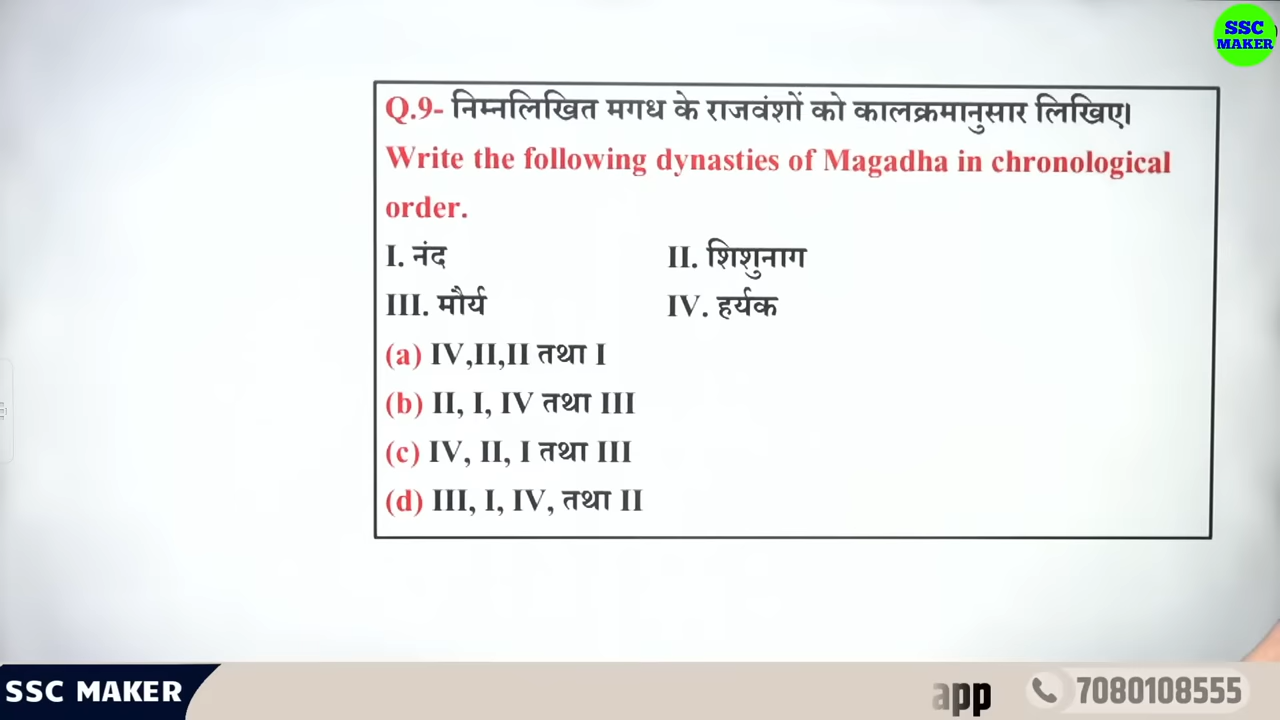 SSC
MAKER
Q.9- निम्नलिखित मगध के राजवंशों को कालक्रमानुसार लिखिए।
Write the following dynasties of Magadha in chronological
order.
I. नंद II. शिशुनाग
III. मौर्य IV. हर्यक
(a) IV,II,II तथा I
(b) II, I, IV तथा III
(c) IV, II, I तथा III
(d) III, I, IV, तथा II
SSC MAKER app 7080108555